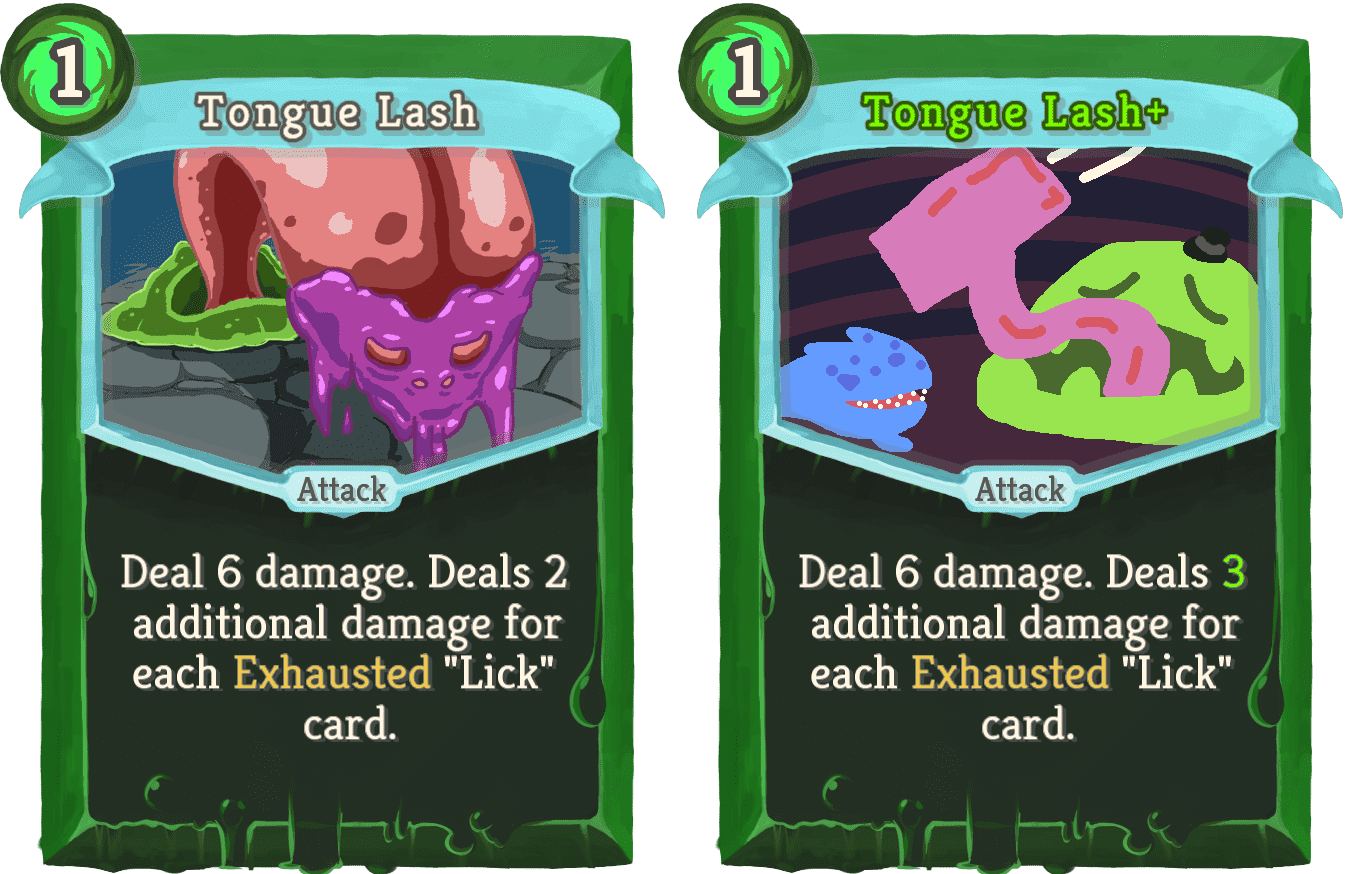 1
Tongue Lash
Attack
Deal 6 damage. Deals 2
additional damage for
each Exhausted "Lick"
card.
1
Tongue Lash+
Attack
Deal 6 damage. Deals 3
additional damage for
each Exhausted "Lick"
card.